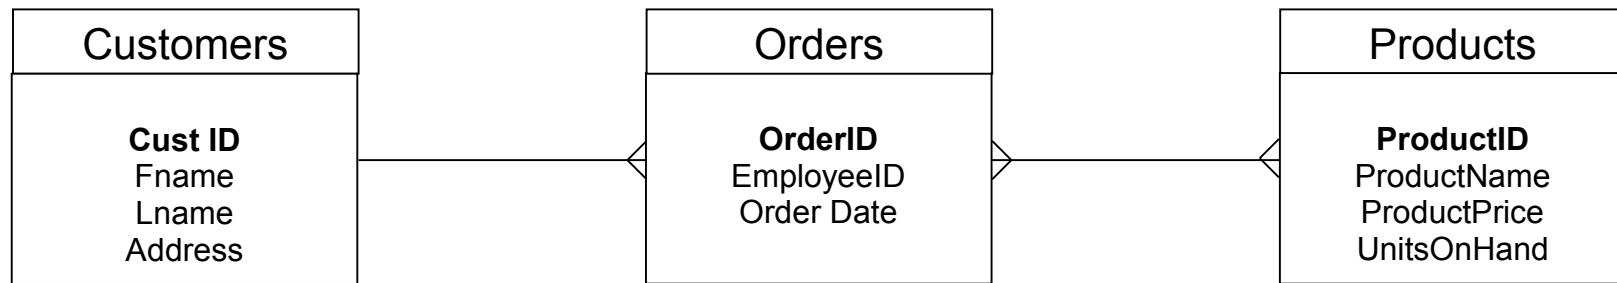 Customers
Cust ID
Fname
Lname
Address
Orders
OrderID
EmployeeID
Order Date
Products
ProductID
ProductName
ProductPrice
UnitsOnHand